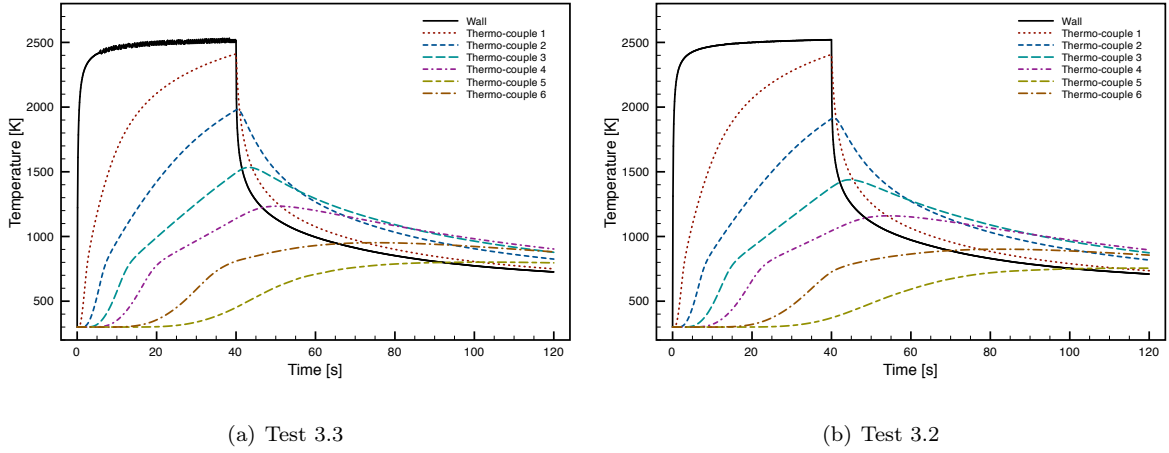 Wall
Thermo-couple 1
Thermo-couple 2
Thermo-couple 3
Thermo-couple 4
Thermo-couple 5
Thermo-couple 6
2500
2000
1500
1000
500
Temperature [K]
0 20 40 60 80 100 120
Time [s]
(a) Test 3.3
Wall
Thermo-couple 1
Thermo-couple 2
Thermo-couple 3
Thermo-couple 4
Thermo-couple 5
Thermo-couple 6
2500
2000
1500
1000
500
Temperature [K]
0 20 40 60 80 100 120
Time [s]
(b) Test 3.2